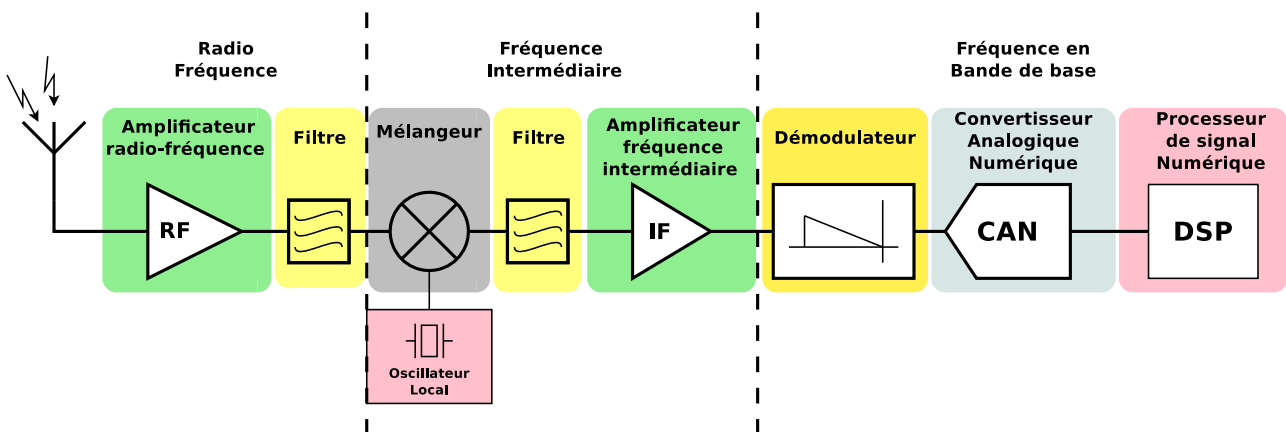 Radio
Fréquence
Fréquence
Intermédiaire
Fréquence en
Bande de base
Amplificateur
radio-fréquence
Filtre
Mélangeur
Filtre
Amplificateur
fréquence
intermédiaire
Démodulateur
Convertisseur
Analogique
Numérique
Processeur
de signal
Numérique
RF
IF
CAN
DSP
Oscillateur
Local